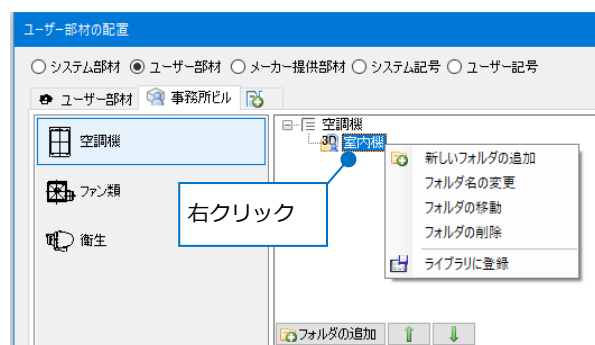 ユーザー部材の配置
システム部材 ユーザー部材 メーカー提供部材 システム記号 ユーザー記号
ユーザー部材 事務所ビル
空調機
ファン類
衛生
空調機
3D 室内機
右クリック
新しいフォルダの追加
フォルダ名の変更
フォルダの移動
フォルダの削除
ライブラリに登録
フォルダの追加